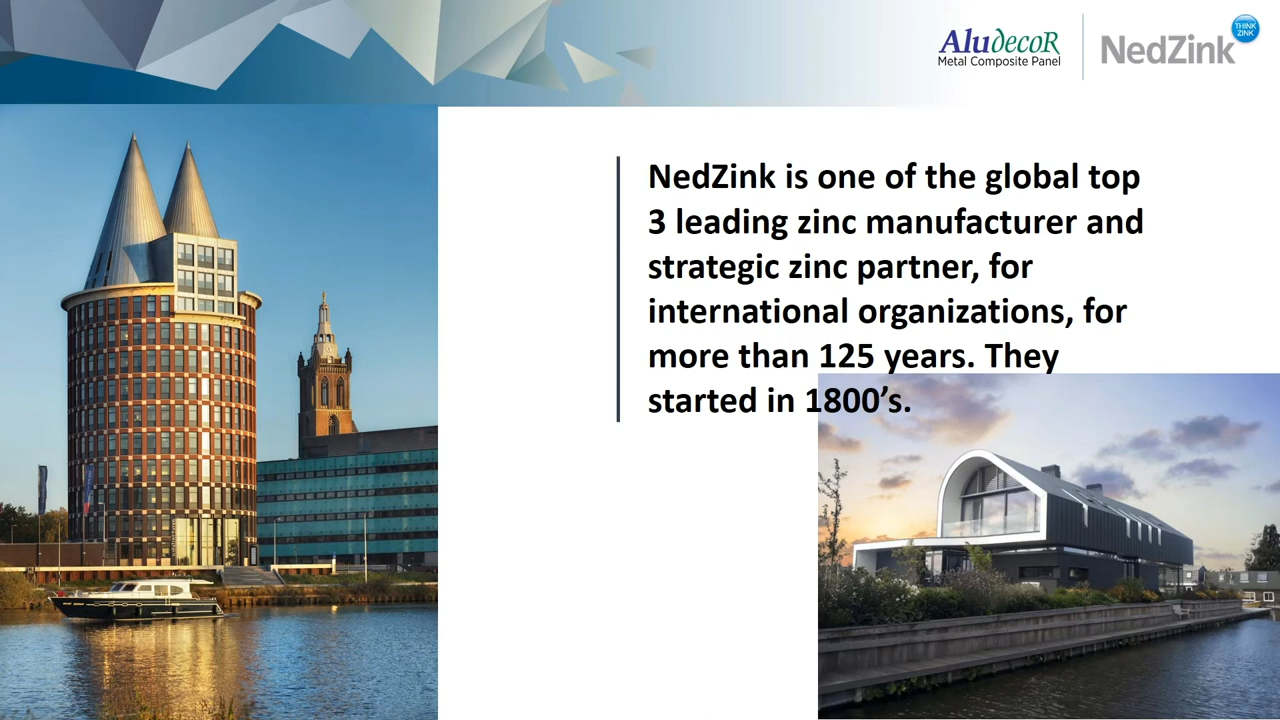 AludecoR
Metal Composite Panel
NedZink
THINK
ZINK
NedZink is one of the global top
3 leading zinc manufacturer and
strategic zinc partner, for
international organizations, for
more than 125 years. They
started in 1800’s.